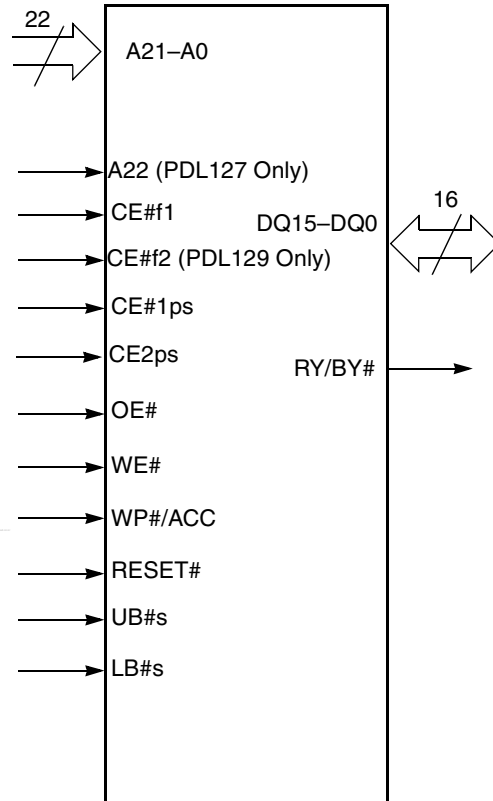 22
A21–A0
A22 (PDL127 Only)
CE#f1
16
DQ15–DQ0
CE#f2 (PDL129 Only)
CE#1ps
CE2ps
RY/BY#
OE#
WE#
WP#/ACC
RESET#
UB#s
LB#s